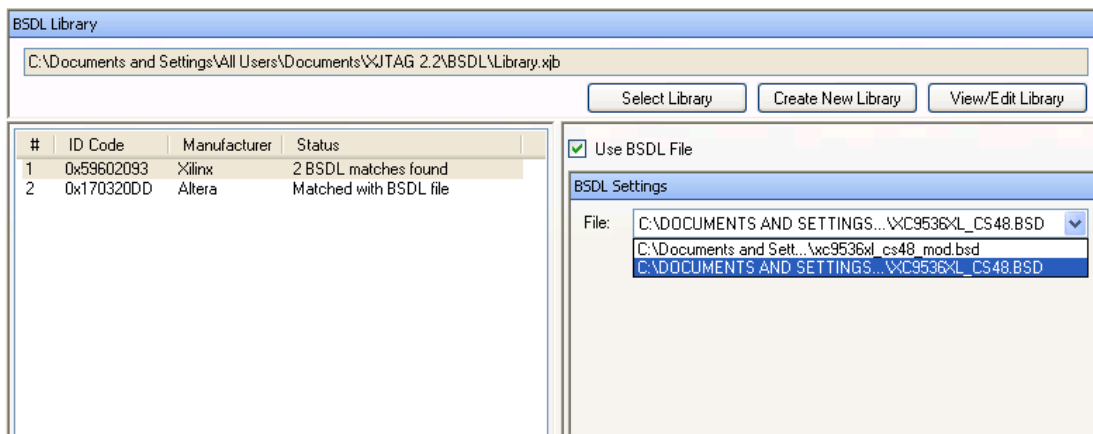 BSDL Library
C:\Documents and Settings\All Users\Documents\XJTAG 2.2\BSDL\Library.xjb
Select Library
Create New Library
View/Edit Library
# ID Code Manufacturer Status
1 0x59602093 Xilinx 2 BSDL matches found
2 0x170320DD Altera Matched with BSDL file
Use BSDL File
BSDL Settings
File: C:\DOCUMENTS AND SETTINGS...\XC9536XL_CS48.BSD
C:\Documents and Sett...\xc9536xl_cs48_mod.bsd
C:\DOCUMENTS AND SETTINGS...\XC9536XL_CS48.BSD